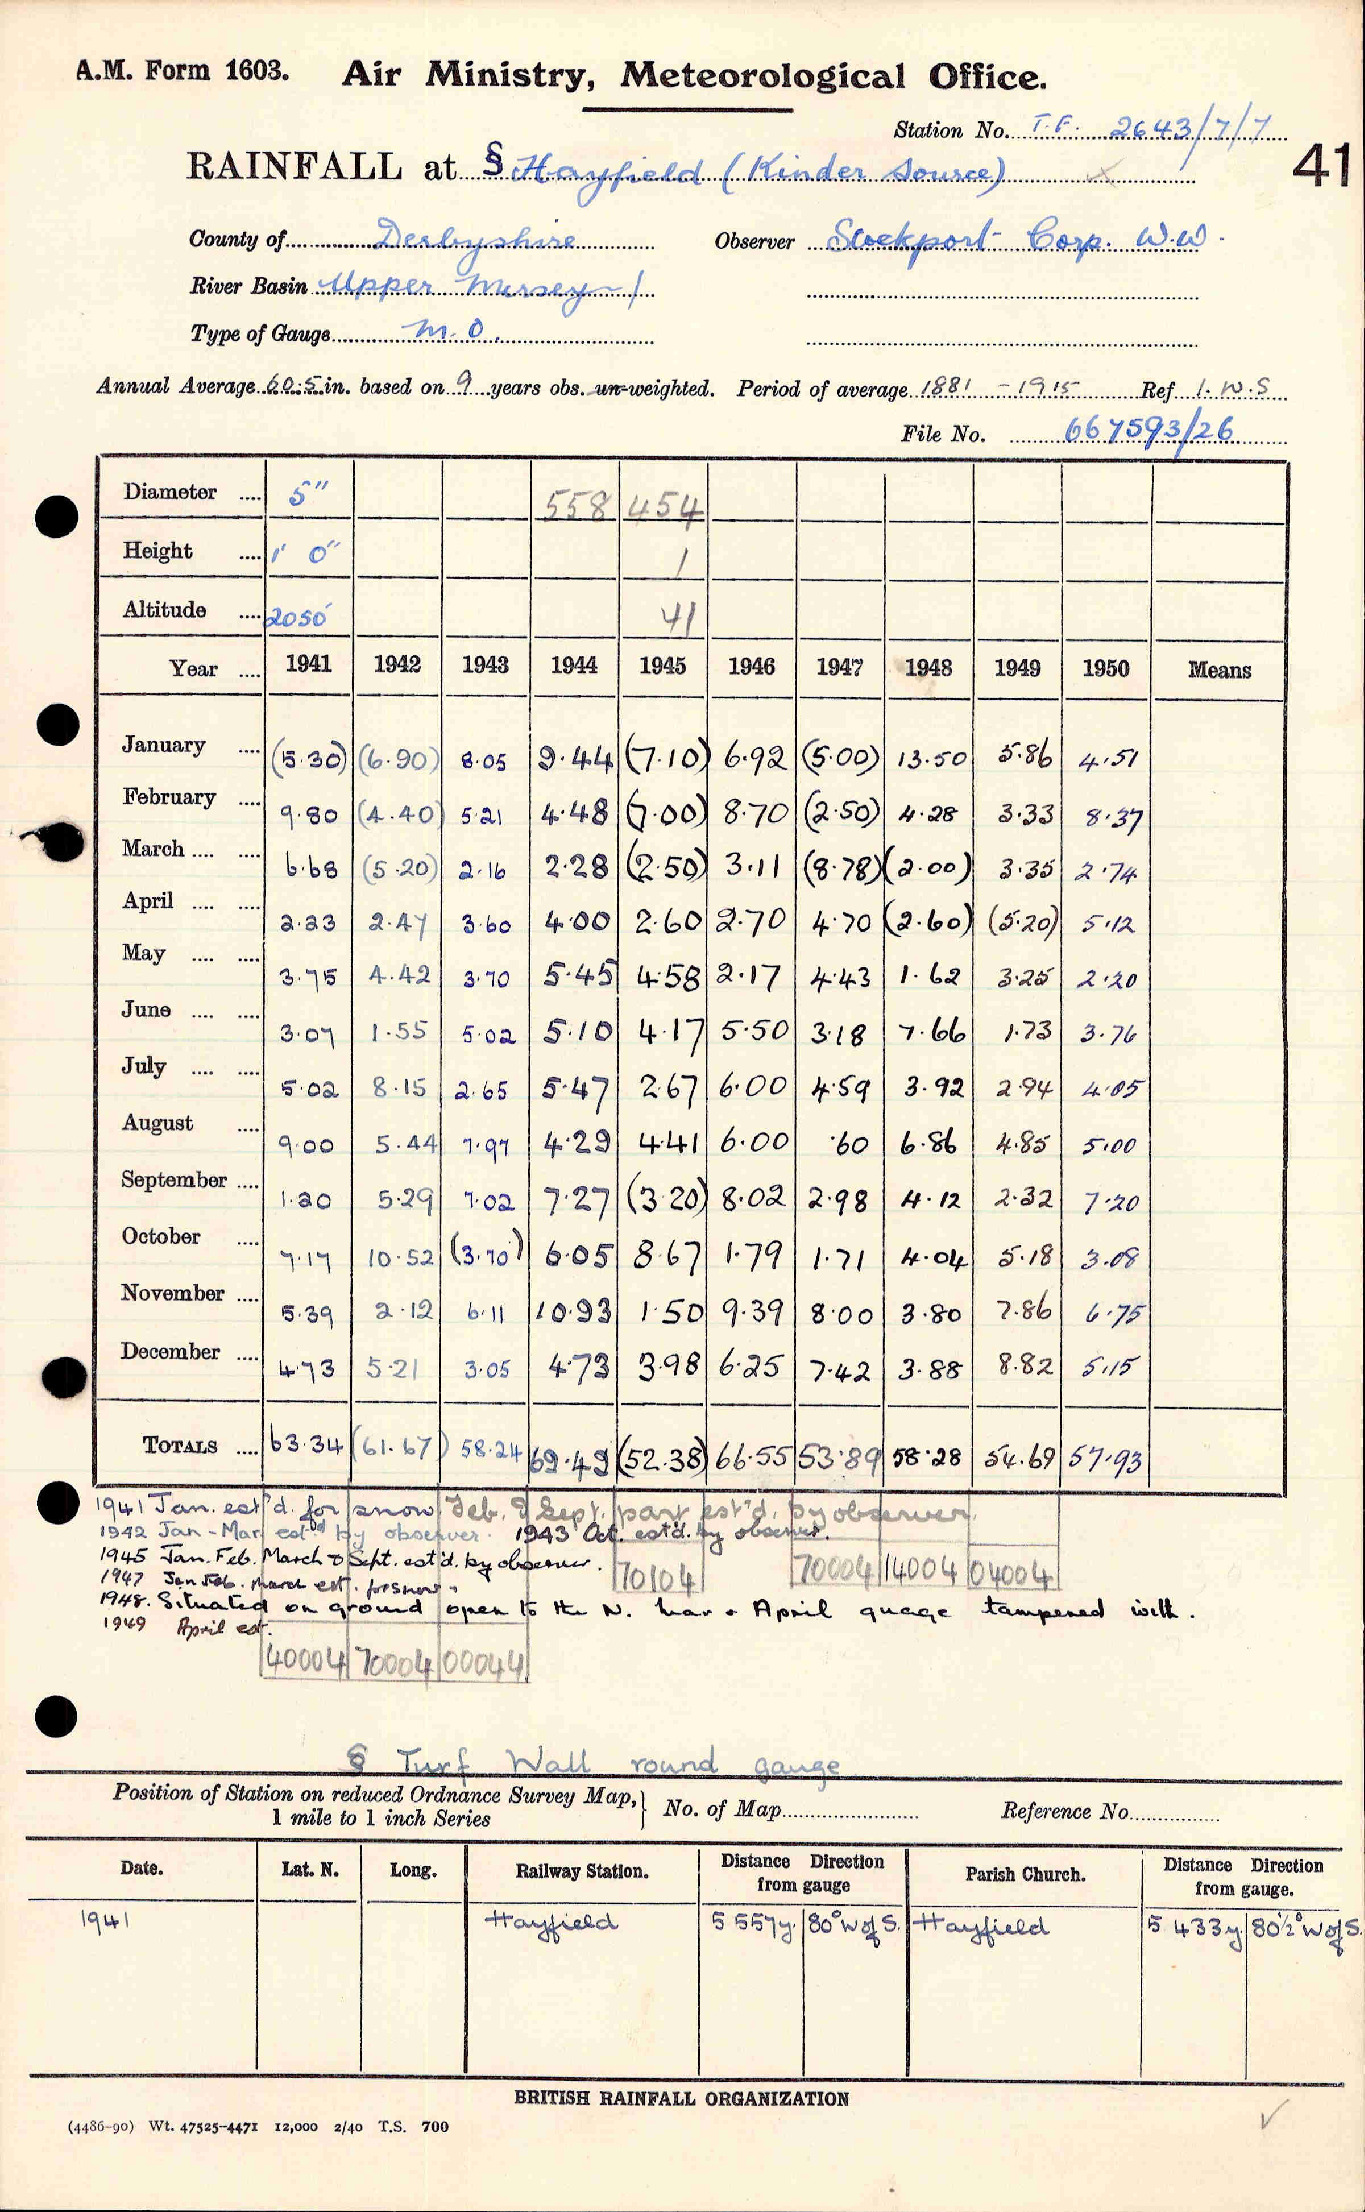 A.M. Form 1603. Air Ministry, Meteorological Office.
Station No. T.F. 2643/7/7
RAINFALL at § Hayfield (Kinder Source)
41
County of Derbyshire Observer Stockport Corp. W.W.
River Basin Upper Mersey /
Type of Gauge M.O.
Annual Average 60.5 in. based on 9 years obs. un-weighted. Period of average 1881 - 1915 Ref I.W.S
File No. 667593/26
Diameter .... 5" 558 454
Height .... 1' 0" 1
Altitude .... 2050' 41
Year .... 1941 1942 1943 1944 1945 1946 1947 1948 1949 1950 Means
January .... (5.30) (6.90) 8.05 9.44 (7.10) 6.92 (5.00) 13.50 5.86 4.51
February .... 9.80 (4.40) 5.21 4.48 (7.00) 8.70 (2.50) 4.28 3.33 8.37
March .... .... 6.68 (5.20) 2.16 2.28 (2.50) 3.11 (8.78) (2.00) 3.35 2.74
April .... .... 2.23 2.47 3.60 4.00 2.60 2.70 4.70 (2.60) (5.20) 5.12
May .... .... 3.75 4.42 3.70 5.45 4.58 2.17 4.43 1.62 3.25 2.20
June .... .... 3.07 1.55 5.02 5.10 4.17 5.50 3.18 7.66 1.73 3.76
July .... .... 5.02 8.15 2.65 5.47 2.67 6.00 4.59 3.92 2.94 4.05
August .... 9.00 5.44 7.97 4.29 4.41 6.00 .60 6.86 4.85 5.00
September .... 1.20 5.29 7.02 7.27 (3.20) 8.02 2.98 4.12 2.32 7.20
October .... 7.17 10.52 (3.70) 6.05 8.67 1.79 1.71 4.04 5.18 3.08
November .... 5.39 2.12 6.11 10.93 1.50 9.39 8.00 3.80 7.86 6.75
December .... 4.73 5.21 3.05 4.73 3.98 6.25 7.42 3.88 8.82 5.15
TOTALS .... 63.34 (61.67) 58.24 69.49 (52.38) 66.55 53.89 58.28 54.69 57.93
1941 Jan. est'd. for snow. Feb. & Sept. part est'd. by observer.
1942 Jan - Mar est'd by observer. 1943 Oct. est'd. by observer.
1945 Jan. Feb. March & Sept. est'd. by observer. 70104 70004 14004 04004
1947 Jan Feb. March est. for snow.
1948. Situated on ground open to the N. Mar & April guage tampened with.
1949 April est.
40004 70004 00044
§ Turf Wall round gauge
Position of Station on reduced Ordnance Survey Map, 1 mile to 1 inch Series } No. of Map Reference No.
Date. Lat. N. Long. Railway Station. Distance Direction from gauge Parish Church. Distance Direction from gauge.
1941 Hayfield 5 557y. 80° W of S. Hayfield 5 433y 80½° W of S.
BRITISH RAINFALL ORGANIZATION
(4486-90) Wt. 47525-4471 12,000 2/40 T.S. 700